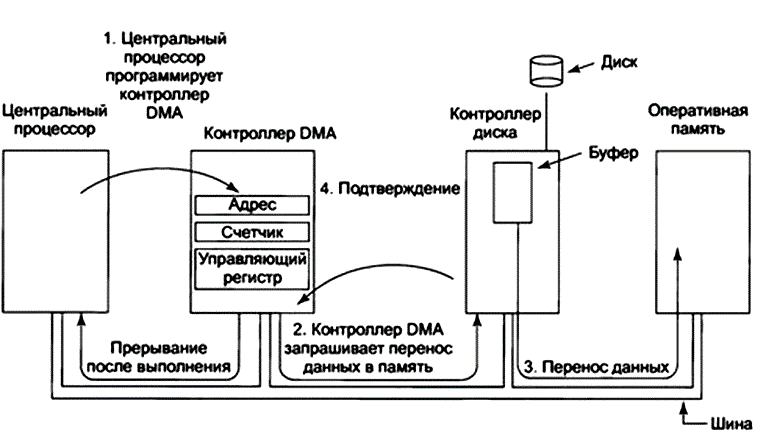 1. Центральный
процессор
программирует
контроллер
DMA
Диск
Центральный
процессор
Контроллер DMA
Контроллер
диска
Оперативная
память
Буфер
4. Подтверждение
Адрес
Счетчик
Управляющий
регистр
Прерывание
после выполнения
2. Контроллер DMA
запрашивает перенос
данных в память
3. Перенос данных
Шина